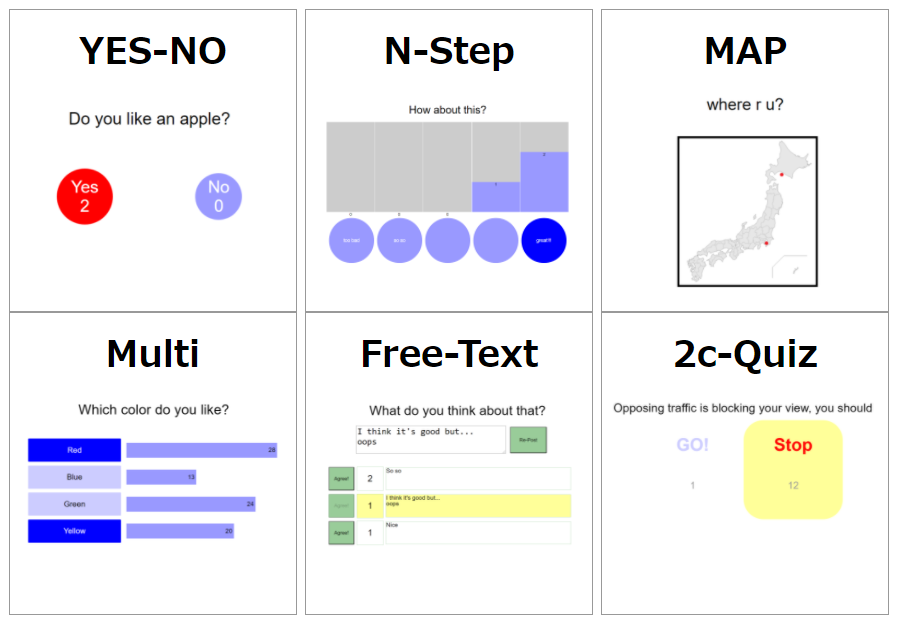 YES-NO
Do you like an apple?
Yes
2
No
0
N-Step
How about this?
1
2
0
0
0
too bad
so so
great!!
MAP
where r u?
Multi
Which color do you like?
Red
28
Blue
13
Green
24
Yellow
20
Free-Text
What do you think about that?
I think it's good but...
oops
Re-Post
Agree!
2
So so
Agree!
1
I think it's good but...
oops
Agree!
1
Nice
2c-Quiz
Opposing traffic is blocking your view, you should
GO!
1
Stop
12